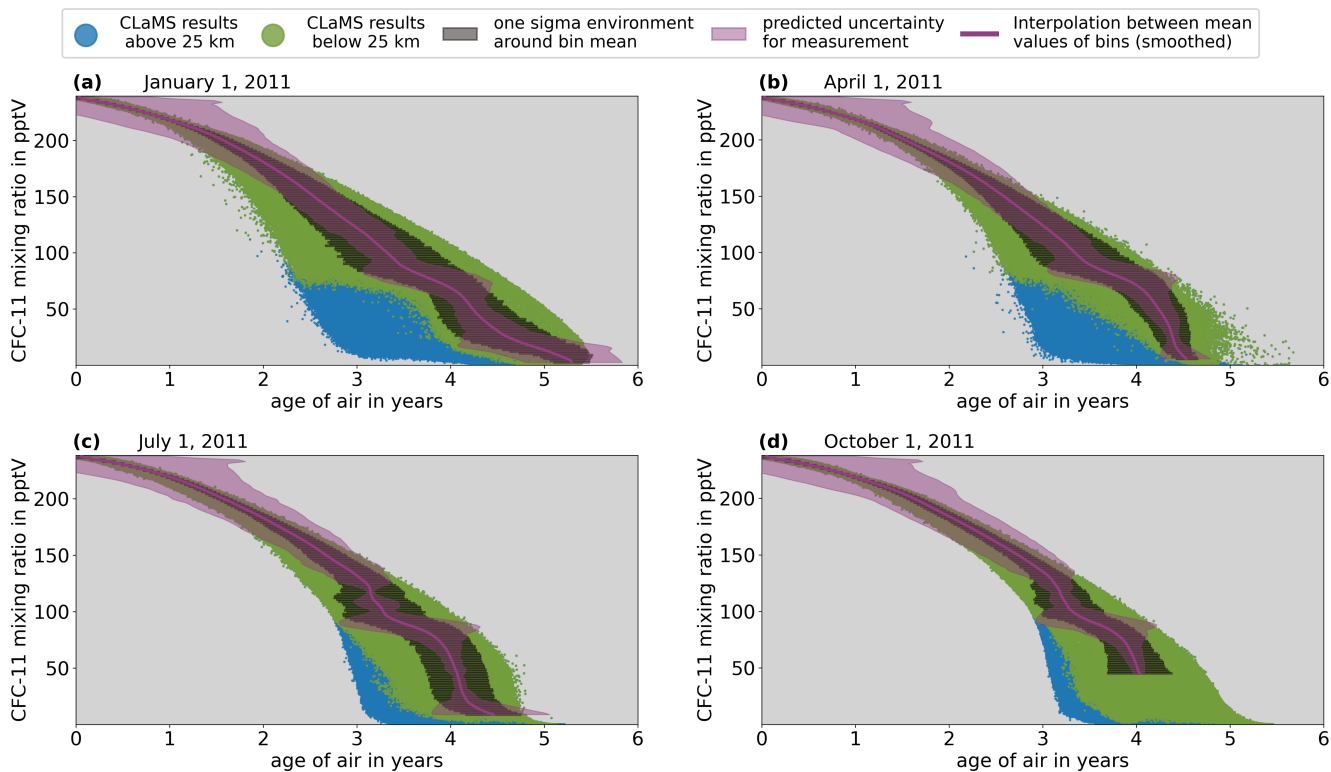 CLaMS results
above 25 km
CLaMS results
below 25 km
one sigma environment
around bin mean
predicted uncertainty
for measurement
Interpolation between mean
values of bins (smoothed)
(a) January 1, 2011
CFC-11 mixing ratio in pptV
200
150
100
50
0 1 2 3 4 5 6
age of air in years
(b) April 1, 2011
CFC-11 mixing ratio in pptV
200
150
100
50
0 1 2 3 4 5 6
age of air in years
(c) July 1, 2011
CFC-11 mixing ratio in pptV
200
150
100
50
0 1 2 3 4 5 6
age of air in years
(d) October 1, 2011
CFC-11 mixing ratio in pptV
200
150
100
50
0 1 2 3 4 5 6
age of air in years